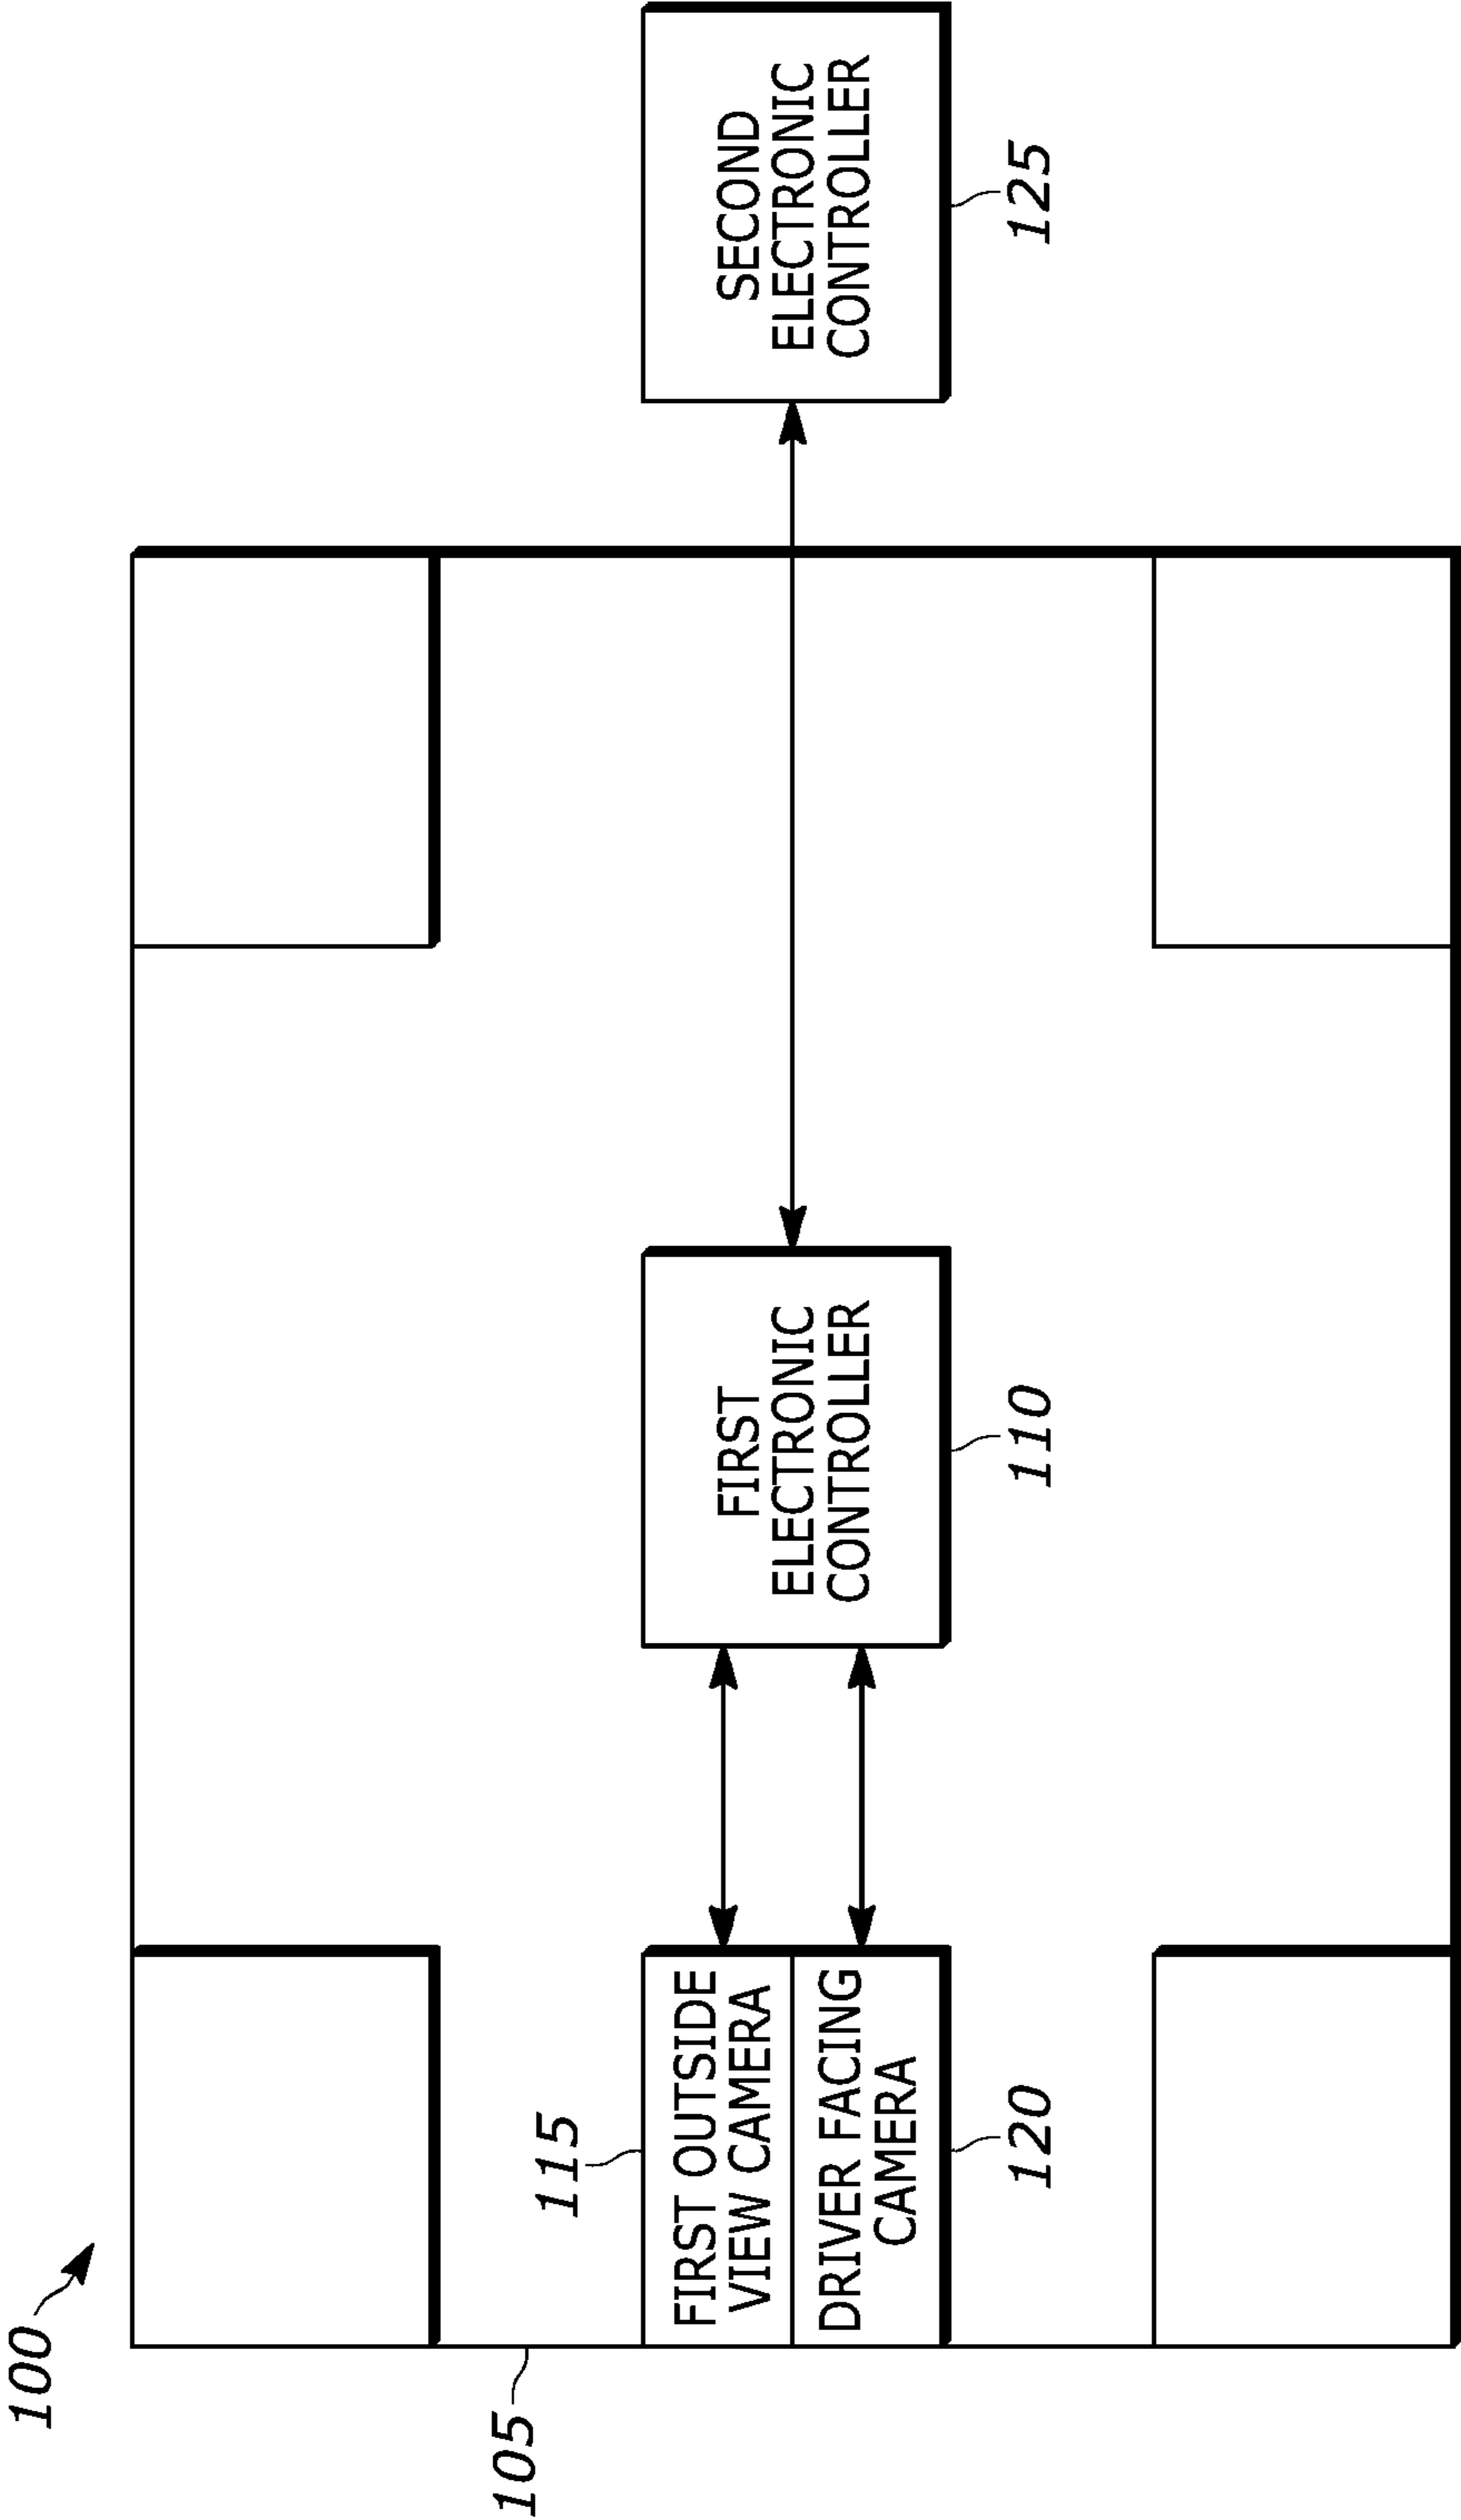 100
105
115
FIRST OUTSIDE
VIEW CAMERA
DRIVER FACING
CAMERA
120
FIRST
ELECTRONIC
CONTROLLER
110
SECOND
ELECTRONIC
CONTROLLER
125